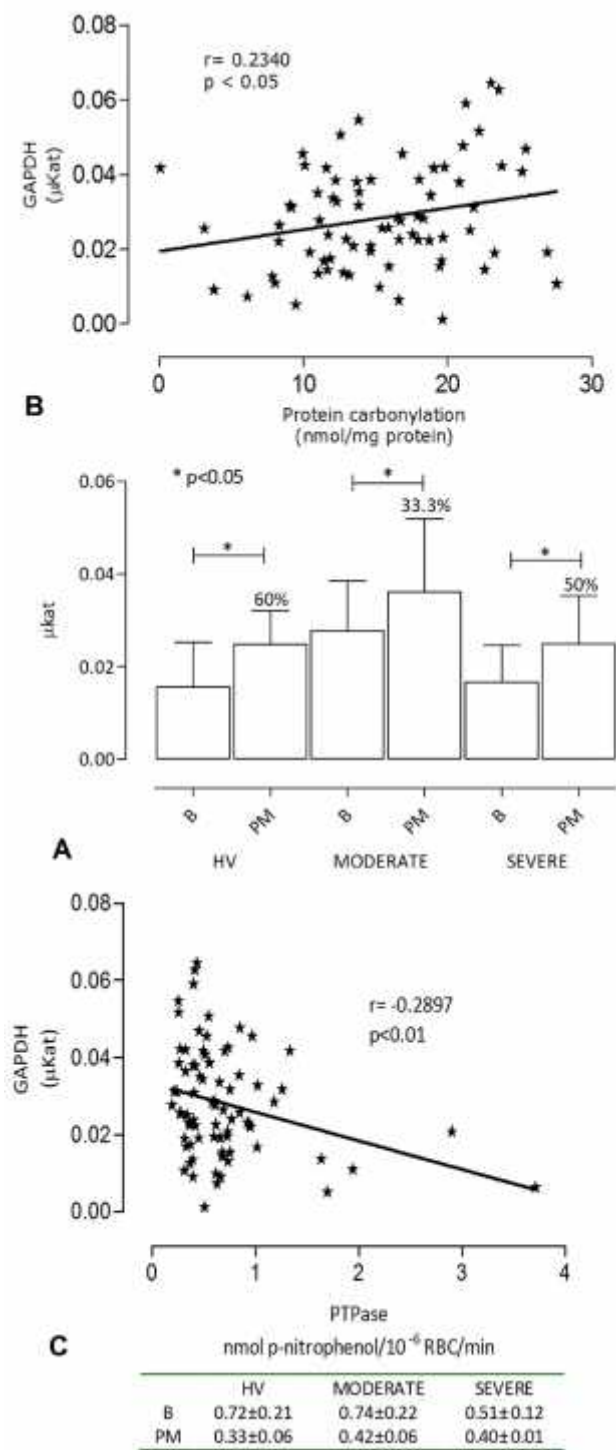 0.08
r= 0.2340
p < 0.05
0.06
GAPDH
(µKat)
0.04
0.02
0.00
0 10 20 30
B
Protein carbonylation
(nmol/mg protein)
0.06
* p<0.05
*
33.3%
*
*
0.04
60%
50%
µkat
0.02
0.00
B PM B PM B PM
A
HV MODERATE SEVERE
0.08
0.06
r= -0.2897
p<0.01
GAPDH
(µKat)
0.04
0.02
0.00
0 1 2 3 4
PTPase
C
nmol p-nitrophenol/10⁻⁶ RBC/min
HV MODERATE SEVERE
B 0.72±0.21 0.74±0.22 0.51±0.12
PM 0.33±0.06 0.42±0.06 0.40±0.01